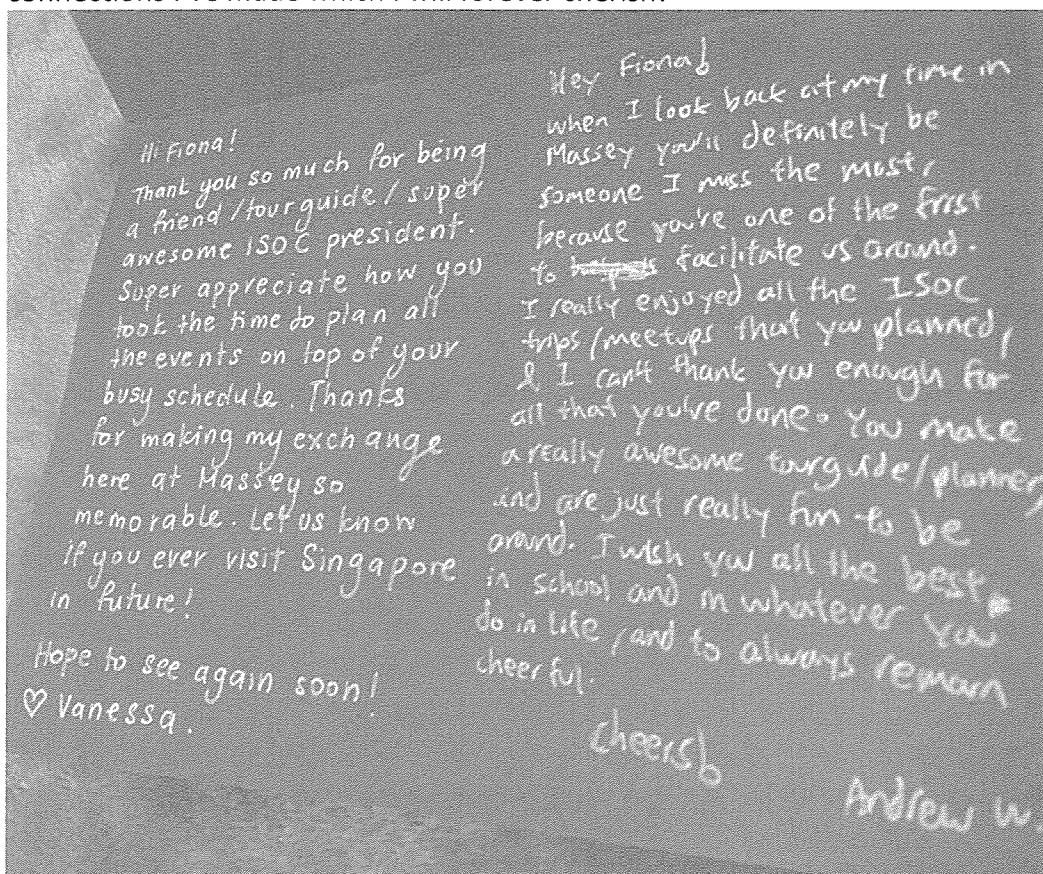 connections I've made which I will forever cherish.
Hi Fiona!
Thank you so much for being
a friend/tourguide/super
awesome ISOC president.
Super appreciate how you
took the time to plan all
the events on top of your
busy schedule. Thanks
for making my exchange
here at Massey so
memorable. Let us know
if you ever visit Singapore
in future!
Hope to see again soon!
♡ Vanessa.
Hey Fiona!
when I look back at my time in
Massey you'll definitely be
someone I miss the most,
because you're one of the first
to facilitate us around.
I really enjoyed all the ISOC
trips/meetups that you planned,
& I can't thank you enough for
all that you've done. You make
a really awesome tourguide/planner,
and are just really fun to be
around. I wish you all the best
in school and in whatever you
do in life, and to always remain
cheerful.
Cheers!
Andrew W.